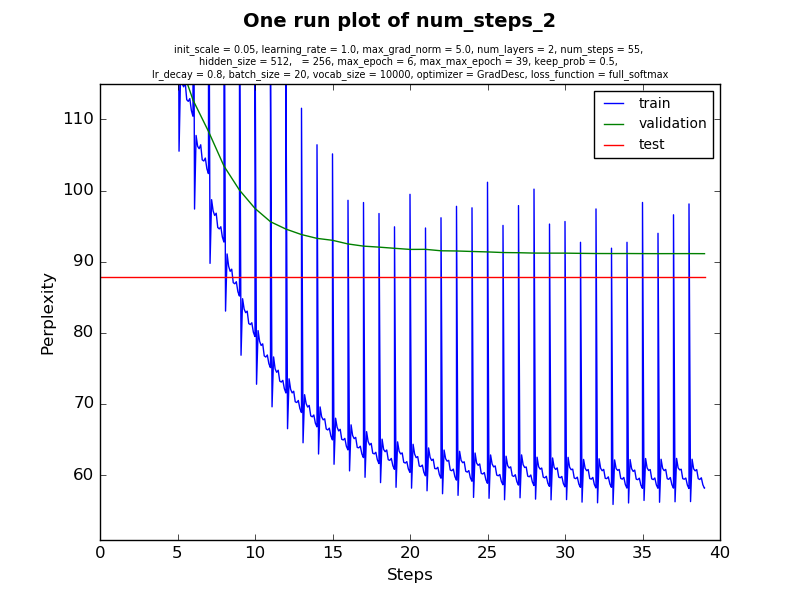 One run plot of num_steps_2
init_scale = 0.05, learning_rate = 1.0, max_grad_norm = 5.0, num_layers = 2, num_steps = 55,
hidden_size = 512,   = 256, max_epoch = 6, max_max_epoch = 39, keep_prob = 0.5,
lr_decay = 0.8, batch_size = 20, vocab_size = 10000, optimizer = GradDesc, loss_function = full_softmax
train
validation
test
110
100
90
80
70
60
Perplexity
0 5 10 15 20 25 30 35 40
Steps